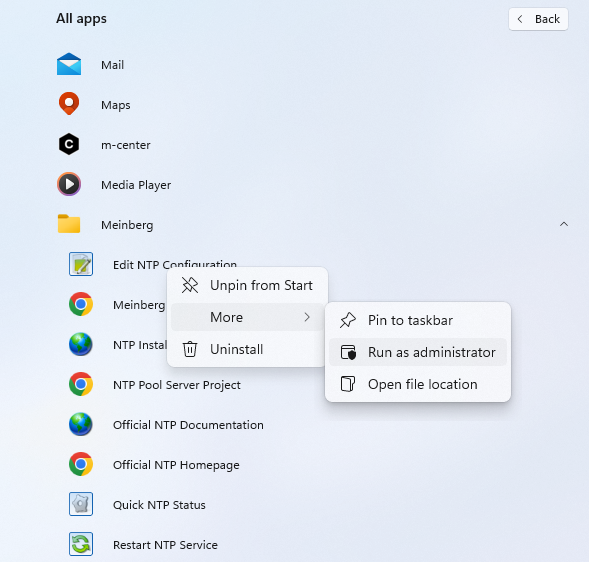 All apps
Back
Mail
Maps
m-center
Media Player
Meinberg
Edit NTP Configuration
Unpin from Start
Meinberg
More
Pin to taskbar
NTP Instal
Uninstall
Run as administrator
NTP Pool Server Project
Open file location
Official NTP Documentation
Official NTP Homepage
Quick NTP Status
Restart NTP Service